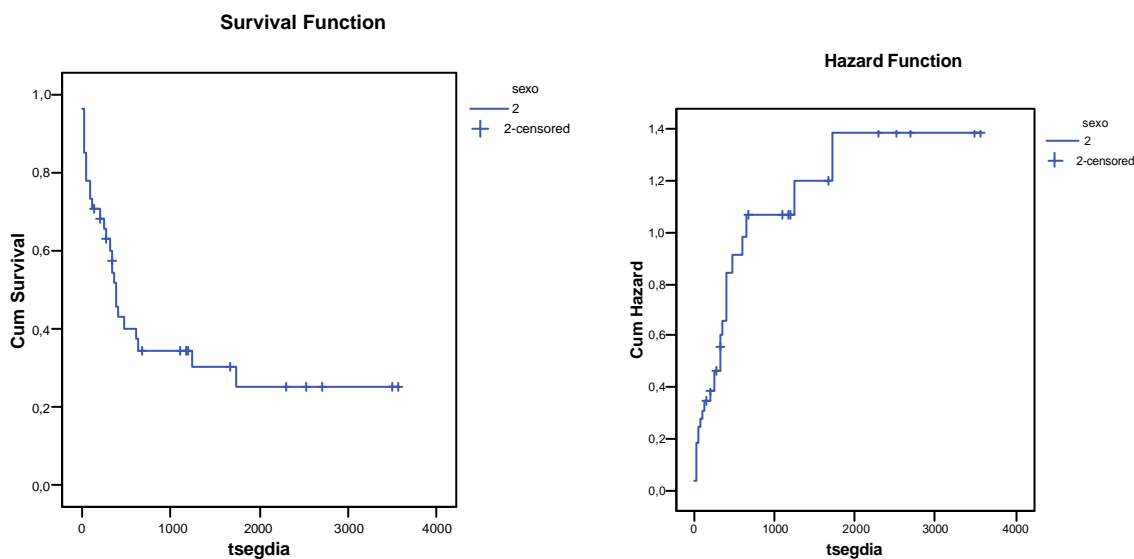 Survival Function
1,0
0,8
0,6
0,4
0,2
0,0
Cum Survival
0
1000
2000
3000
4000
tsegdia
sexo
2
2-censored
Hazard Function
1,4
1,2
1,0
0,8
0,6
0,4
0,2
0,0
Cum Hazard
0
1000
2000
3000
4000
tsegdia
sexo
2
2-censored